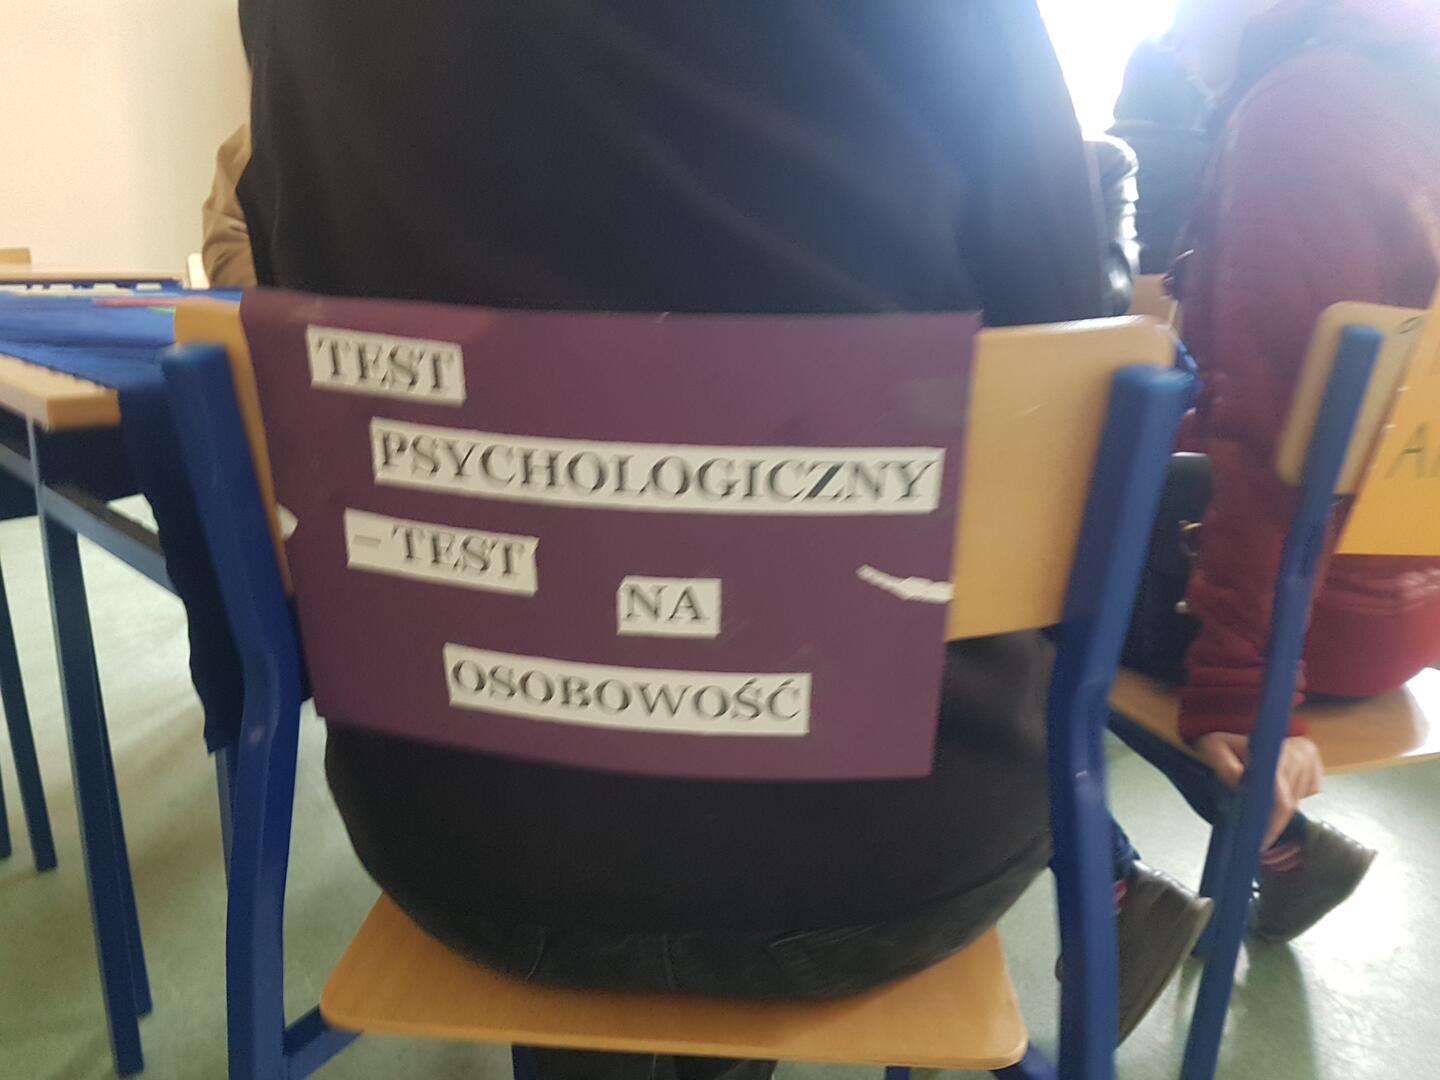 TEST
PSYCHOLOGICZNY
– TEST
NA
OSOBOWOŚĆ